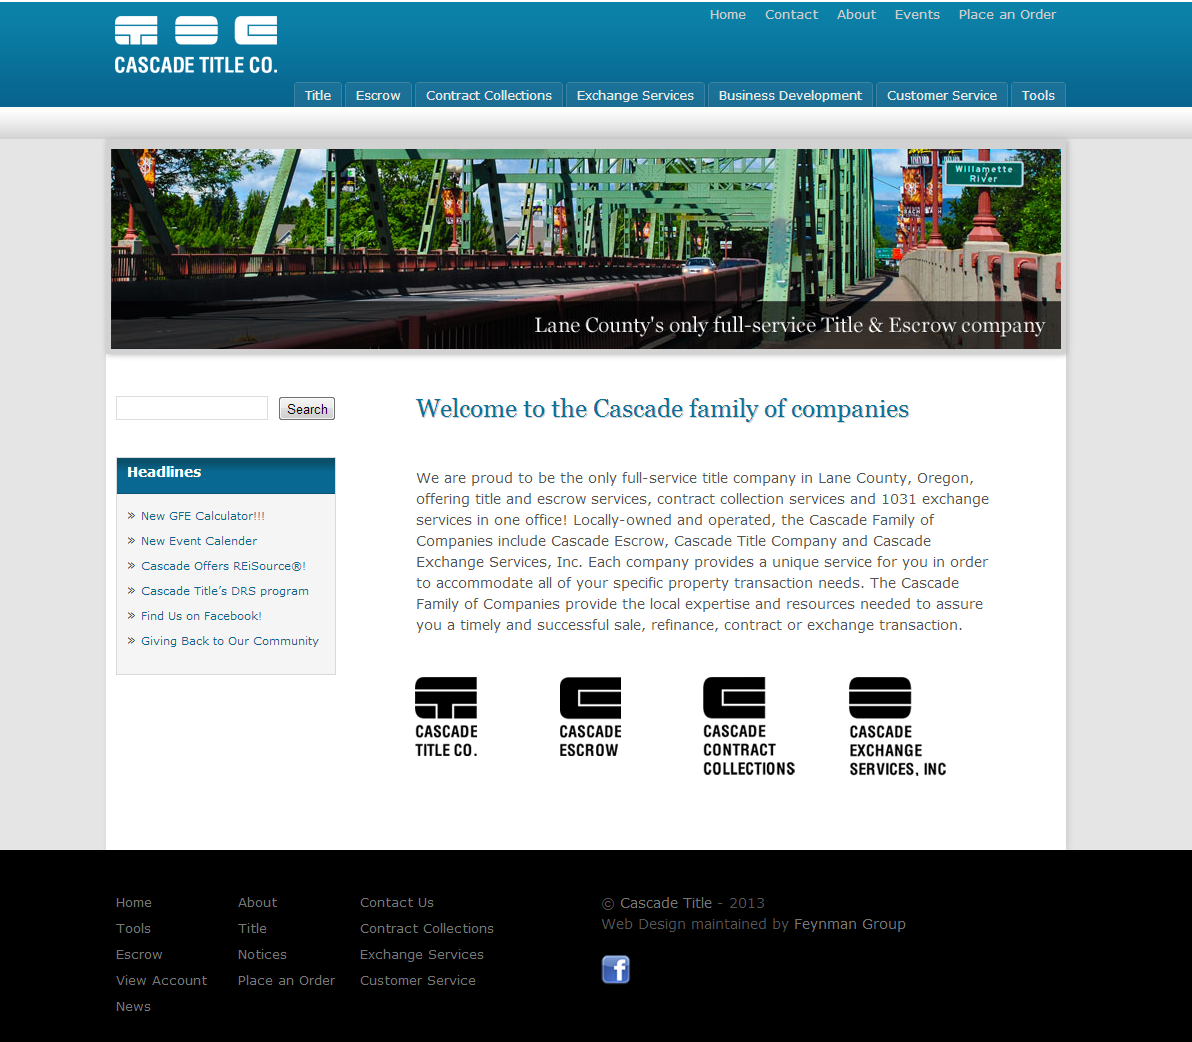 Home Contact About Events Place an Order
CASCADE TITLE CO.
Title Escrow Contract Collections Exchange Services Business Development Customer Service Tools
Willamette
River
Lane County's only full-service Title & Escrow company
Search
Welcome to the Cascade family of companies
Headlines
» New GFE Calculator!!!
» New Event Calender
» Cascade Offers REiSource®!
» Cascade Title’s DRS program
» Find Us on Facebook!
» Giving Back to Our Community
We are proud to be the only full-service title company in Lane County, Oregon,
offering title and escrow services, contract collection services and 1031 exchange
services in one office! Locally-owned and operated, the Cascade Family of
Companies include Cascade Escrow, Cascade Title Company and Cascade
Exchange Services, Inc. Each company provides a unique service for you in order
to accommodate all of your specific property transaction needs. The Cascade
Family of Companies provide the local expertise and resources needed to assure
you a timely and successful sale, refinance, contract or exchange transaction.
CASCADE
TITLE CO.
CASCADE
ESCROW
CASCADE
CONTRACT
COLLECTIONS
CASCADE
EXCHANGE
SERVICES, INC
Home About Contact Us
Tools Title Contract Collections
Escrow Notices Exchange Services
View Account Place an Order Customer Service
News
© Cascade Title - 2013
Web Design maintained by Feynman Group